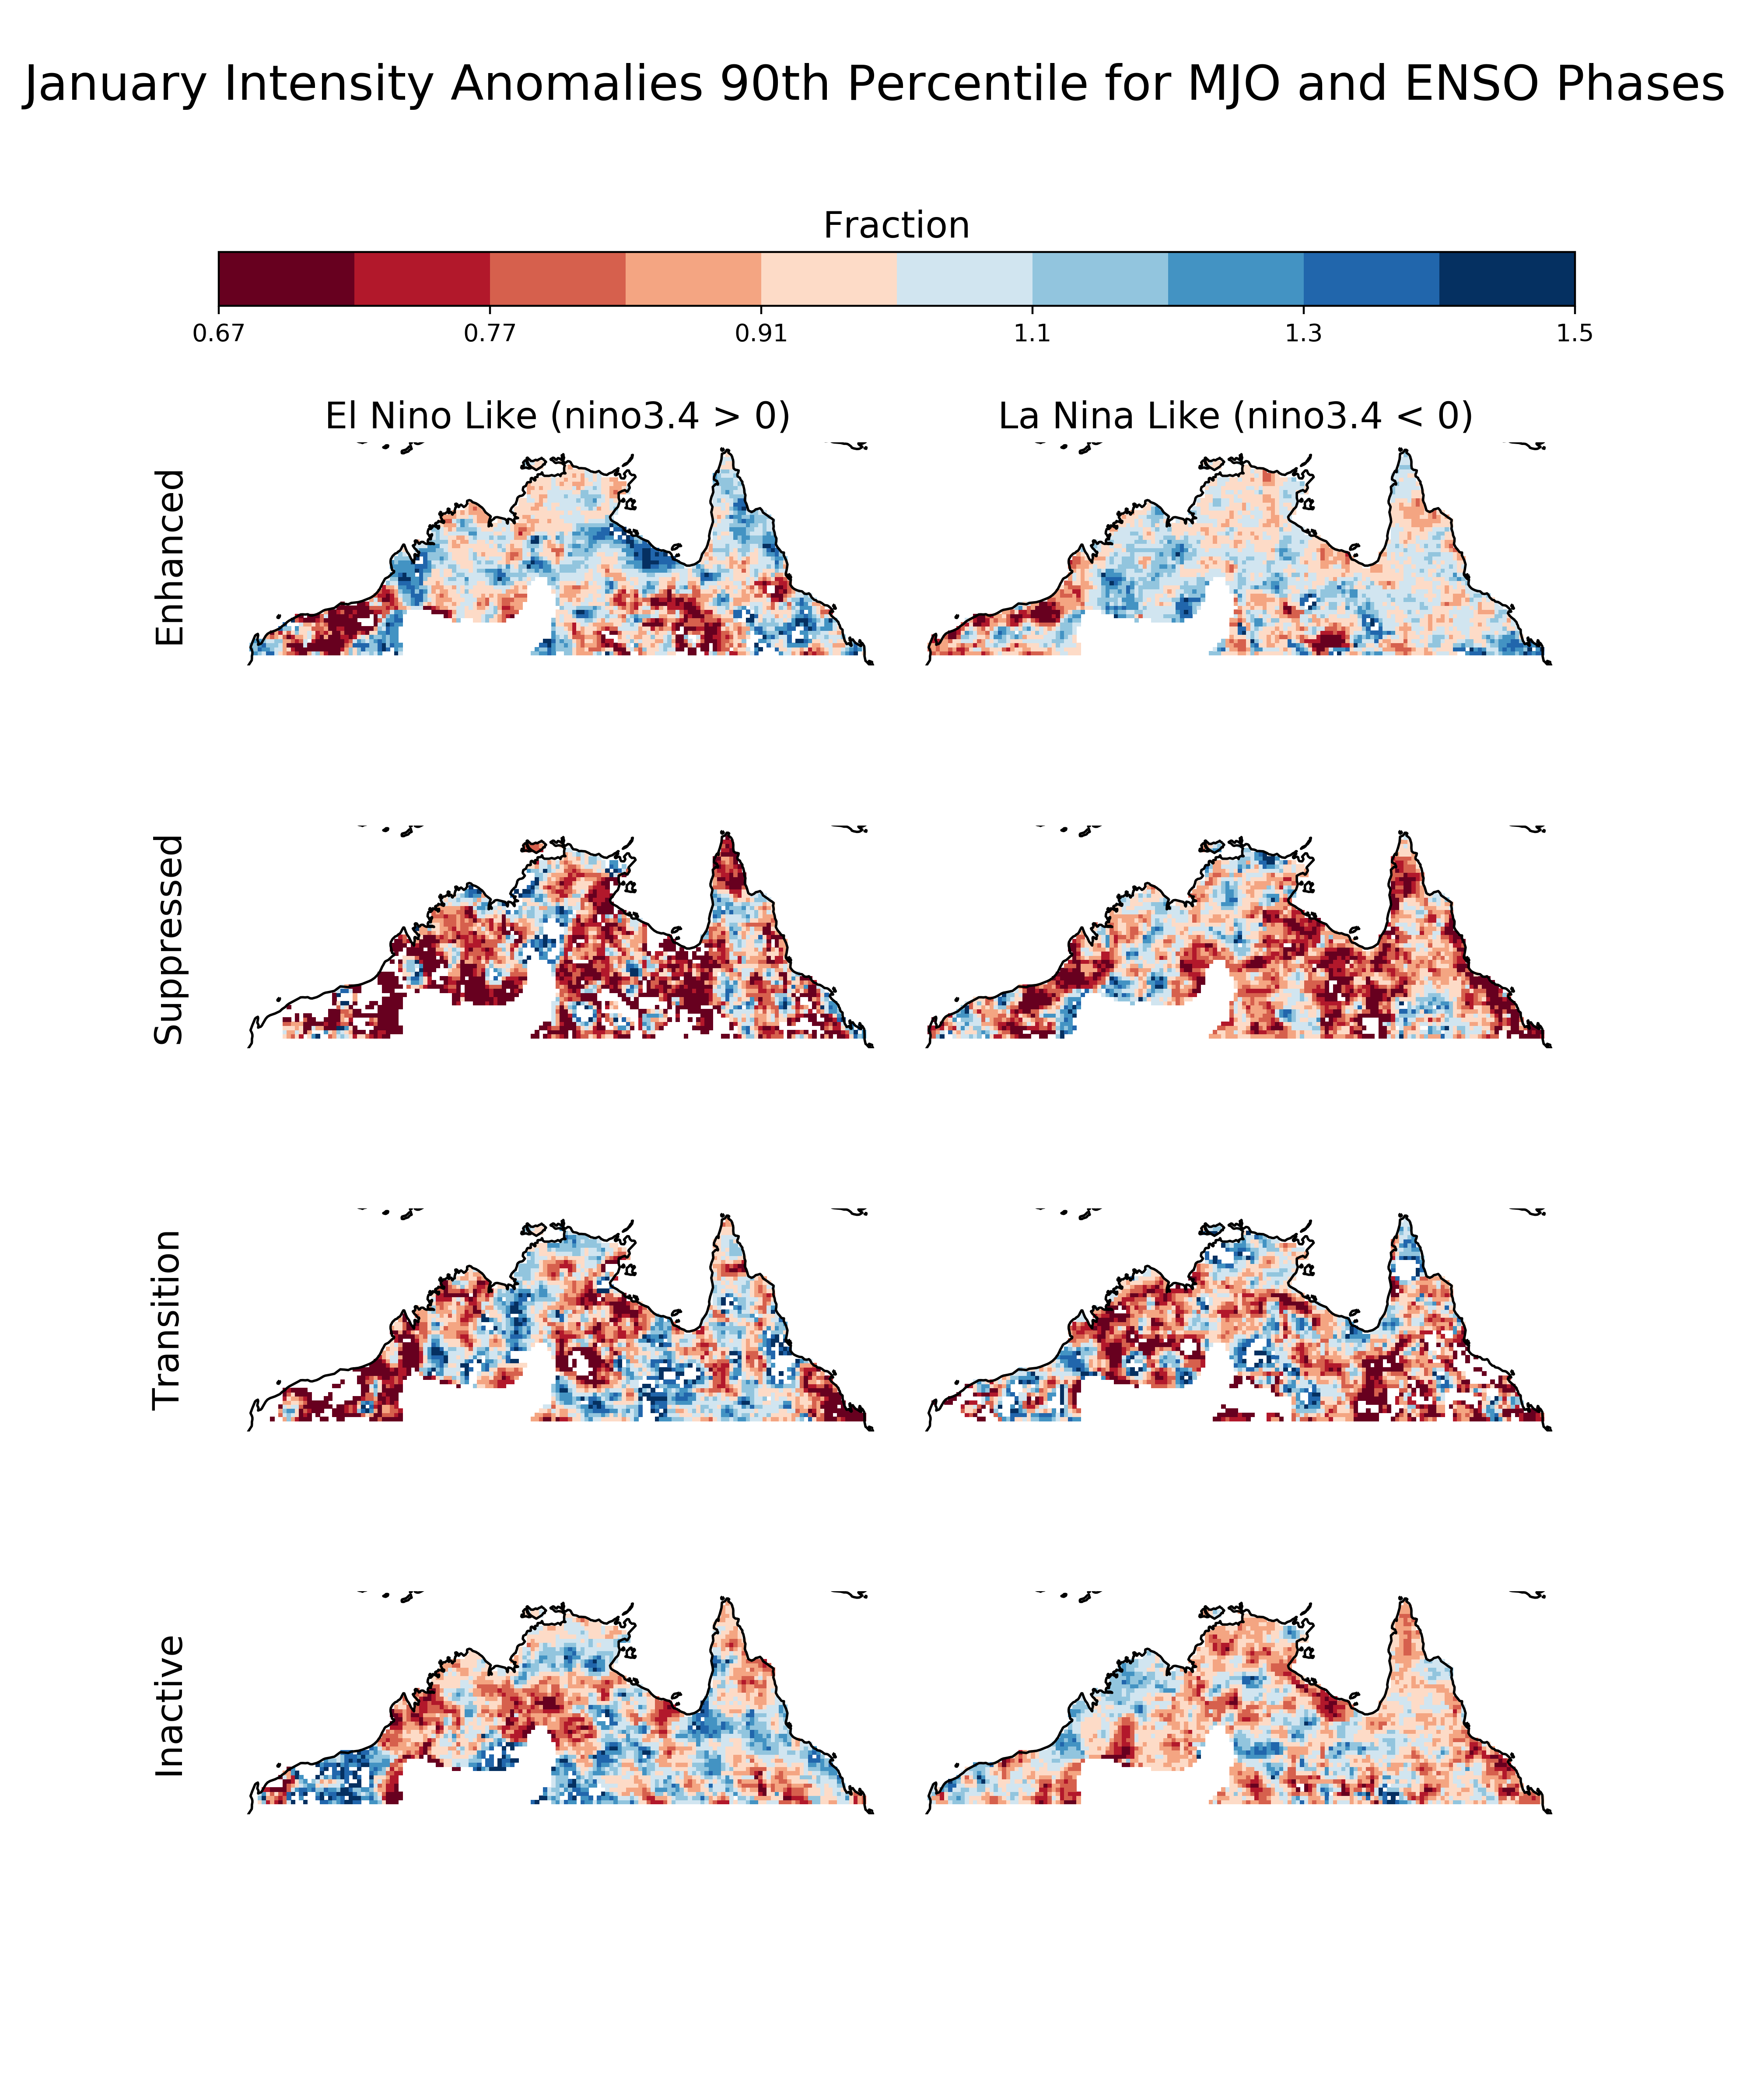 January Intensity Anomalies 90th Percentile for MJO and ENSO Phases
Fraction
0.67 0.77 0.91 1.1 1.3 1.5
El Nino Like (nino3.4 > 0) La Nina Like (nino3.4 < 0)
Enhanced
Suppressed
Transition
Inactive